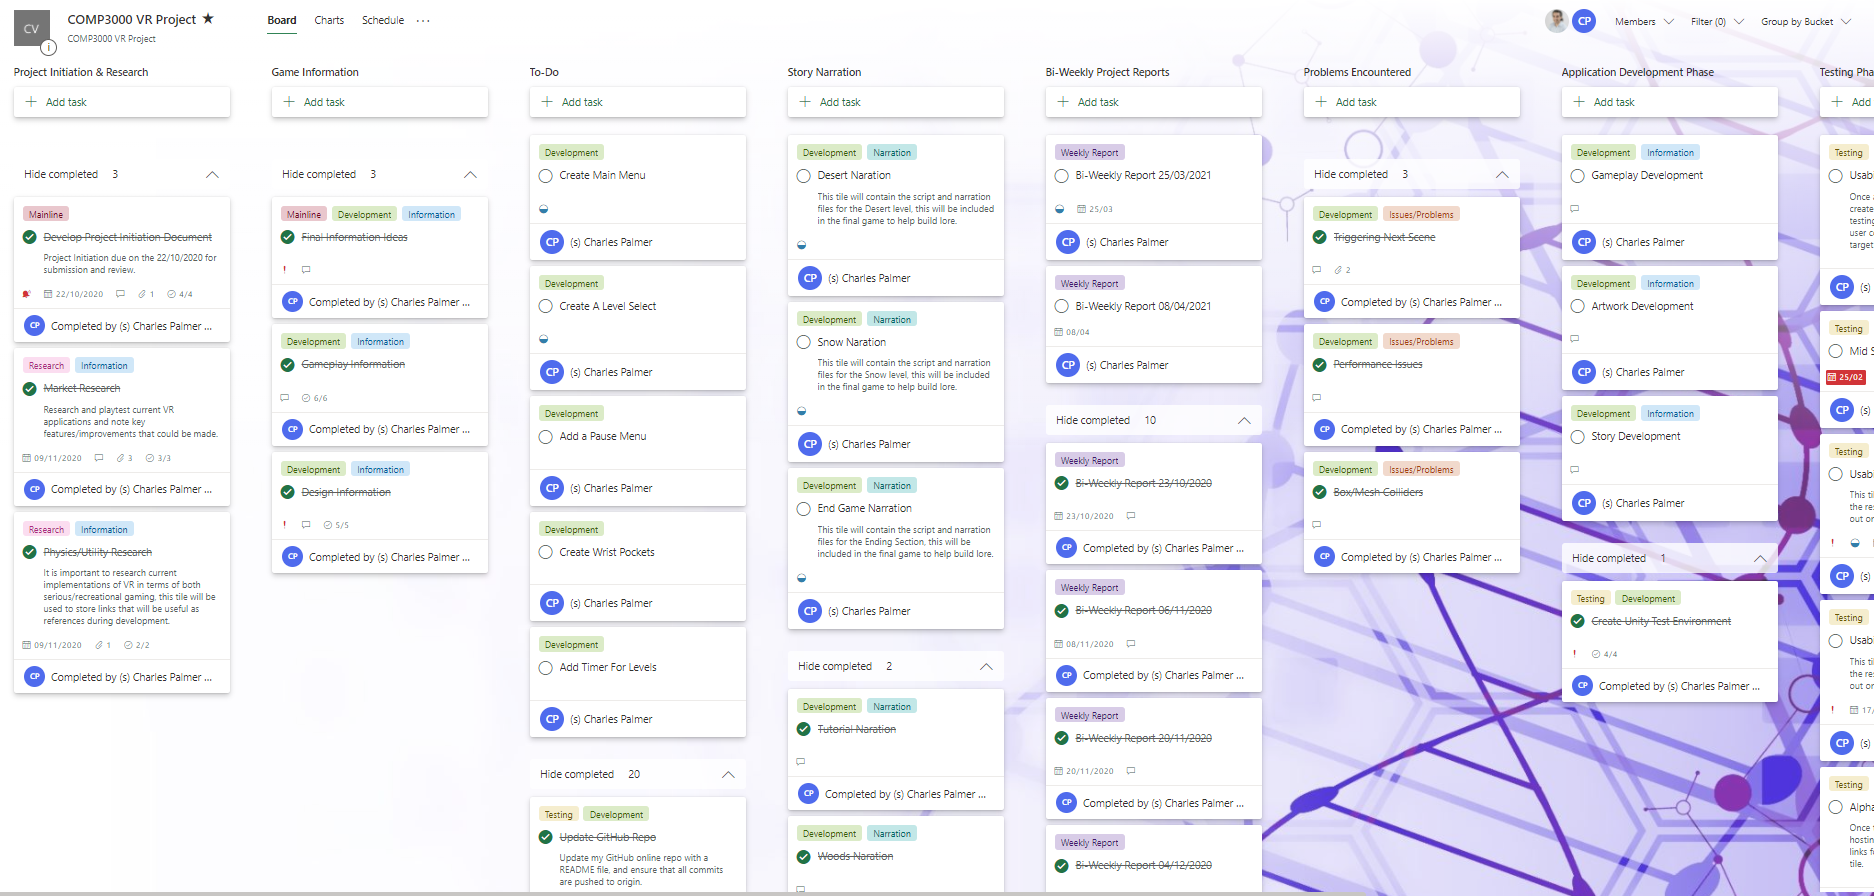 CV
COMP3000 VR Project ★
COMP3000 VR Project
Board
Charts
Schedule
...
CP
Members
Filter (0)
Group by Bucket
Project Initiation & Research
+ Add task
Hide completed 3
Mainline
Develop Project Initiation Document
Project Initiation due on the 22/10/2020 for
submission and review.
22/10/2020 1 4/4
CP Completed by (s) Charles Palmer ...
Research Information
Market Research
Research and playtest current VR
applications and note key
features/improvements that could be made.
09/11/2020 3 3/3
CP Completed by (s) Charles Palmer ...
Research Information
Physics/Utility Research
It is important to research current
implementations of VR in terms of both
serious/recreational gaming, this tile will be
used to store links that will be useful as
references during development.
09/11/2020 1 2/2
CP Completed by (s) Charles Palmer ...
Game Information
+ Add task
Hide completed 3
Mainline Development Information
Final Information Ideas
CP Completed by (s) Charles Palmer ...
Development Information
Gameplay Information
6/6
CP Completed by (s) Charles Palmer ...
Development Information
Design Information
5/5
CP Completed by (s) Charles Palmer ...
To-Do
+ Add task
Development
Create Main Menu
CP (s) Charles Palmer
Development
Create A Level Select
CP (s) Charles Palmer
Development
Add a Pause Menu
CP (s) Charles Palmer
Development
Create Wrist Pockets
CP (s) Charles Palmer
Development
Add Timer For Levels
CP (s) Charles Palmer
Hide completed 20
Testing Development
Update GitHub Repo
Update my GitHub online repo with a
README file, and ensure that all commits
are pushed to origin.
Story Narration
+ Add task
Development Narration
Desert Naration
This tile will contain the script and narration
files for the Desert level, this will be included
in the final game to help build lore.
CP (s) Charles Palmer
Development Narration
Snow Naration
This tile will contain the script and narration
files for the Snow level, this will be included
in the final game to help build lore.
CP (s) Charles Palmer
Development Narration
End Game Narration
This tile will contain the script and narration
files for the Ending Section, this will be
included in the final game to help build lore.
CP (s) Charles Palmer
Hide completed 2
Development Narration
Tutorial Naration
CP Completed by (s) Charles Palmer ...
Development Narration
Woods Naration
Bi-Weekly Project Reports
+ Add task
Weekly Report
Bi-Weekly Report 25/03/2021
25/03
CP (s) Charles Palmer
Weekly Report
Bi-Weekly Report 08/04/2021
08/04
CP (s) Charles Palmer
Hide completed 10
Weekly Report
Bi-Weekly Report 23/10/2020
23/10/2020
CP Completed by (s) Charles Palmer ...
Weekly Report
Bi-Weekly Report 06/11/2020
08/11/2020
CP Completed by (s) Charles Palmer ...
Weekly Report
Bi-Weekly Report 20/11/2020
20/11/2020
CP Completed by (s) Charles Palmer ...
Weekly Report
Bi-Weekly Report 04/12/2020
Problems Encountered
+ Add task
Hide completed 3
Development Issues/Problems
Triggering Next Scene
2
CP Completed by (s) Charles Palmer ...
Development Issues/Problems
Performance Issues
CP Completed by (s) Charles Palmer ...
Development Issues/Problems
Box/Mesh Colliders
CP Completed by (s) Charles Palmer ...
Application Development Phase
+ Add task
Development Information
Gameplay Development
CP (s) Charles Palmer
Development Information
Artwork Development
CP (s) Charles Palmer
Development Information
Story Development
CP (s) Charles Palmer
Hide completed 1
Testing Development
Create Unity Test Environment
4/4
CP Completed by (s) Charles Palmer ...
Testing Pha
+ Add
Testing
Usab
Once a
create
testing
user co
target
CP (s)
Testing
Mid S
25/02
CP (s)
Testing
Usab
This til
the res
out or
CP (s)
Testing
Usab
This til
the res
out or
17/
CP (s)
Testing
Alpha
Once t
hosting
links f
tile.